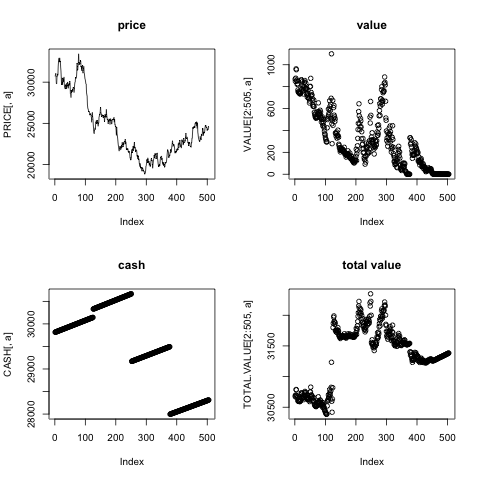 price
PRICE[, a]
20000 25000 30000
0 100 200 300 400 500
Index
value
VALUE[2:505, a]
0 200 600 1000
0 100 200 300 400 500
Index
cash
CASH[, a]
28000 29000 30000
0 100 200 300 400 500
Index
total value
TOTAL.VALUE[2:505, a]
30500 31500
0 100 200 300 400 500
Index